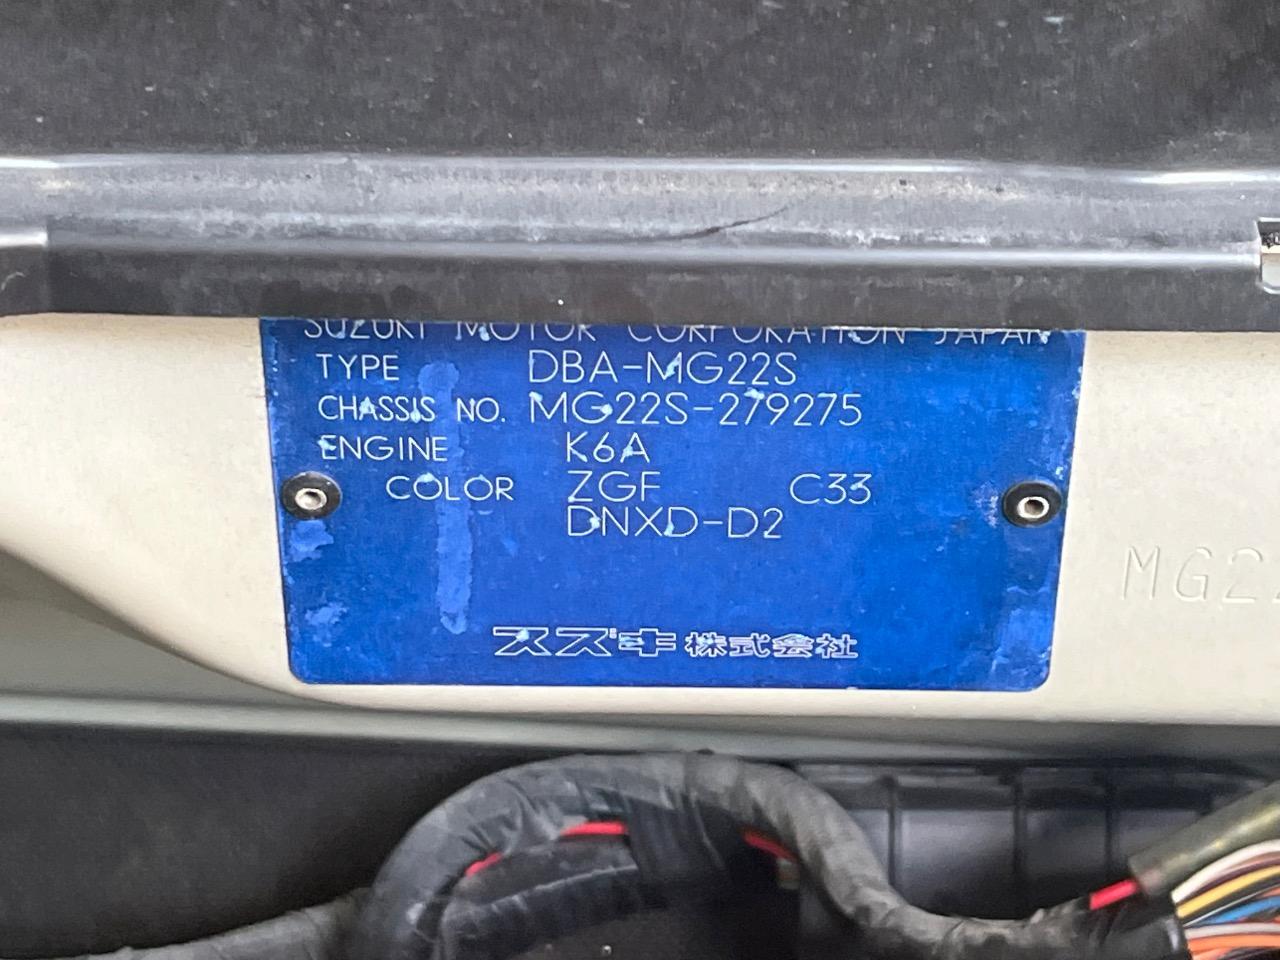 SUZUKI MOTOR CORPORATION JAPAN
TYPE DBA-MG22S
CHASSIS NO. MG22S-279275
ENGINE K6A
COLOR ZGF C33
DNXD-D2
スズキ株式会社
MG22